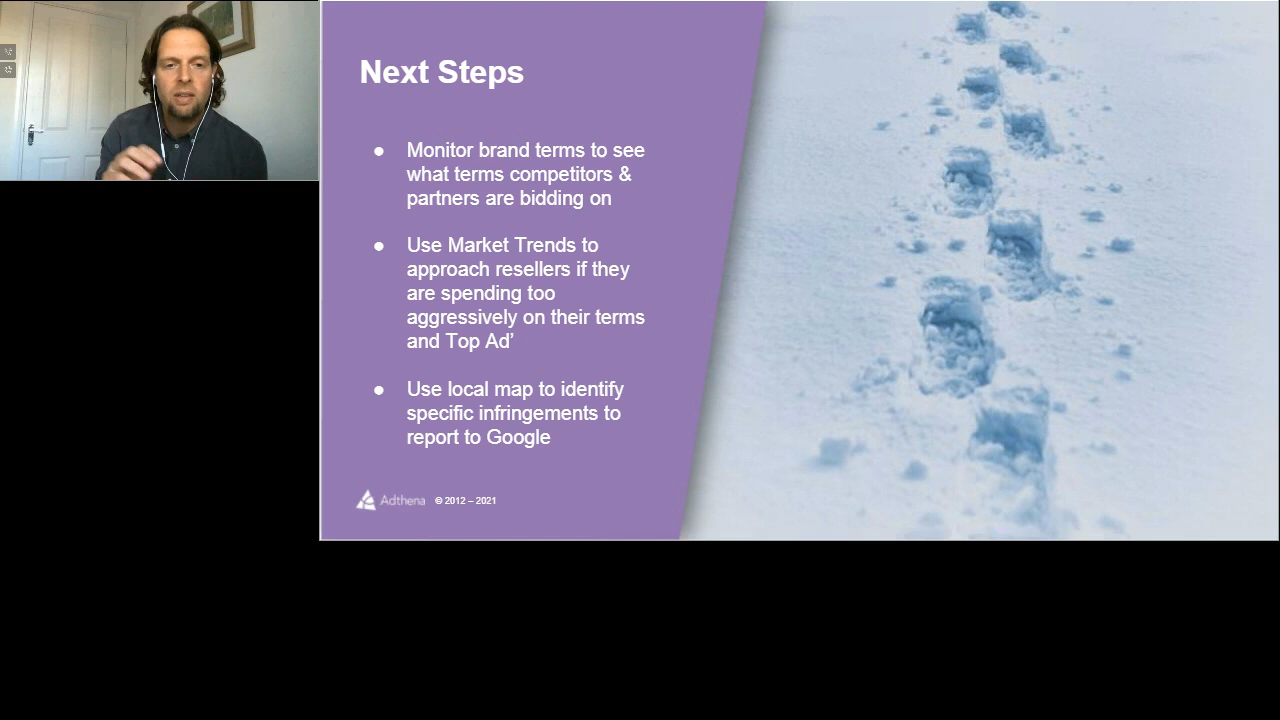 Next Steps
● Monitor brand terms to see
what terms competitors &
partners are bidding on
● Use Market Trends to
approach resellers if they
are spending too
aggressively on their terms
and Top Ad’
● Use local map to identify
specific infringements to
report to Google
Adthena © 2012 – 2021